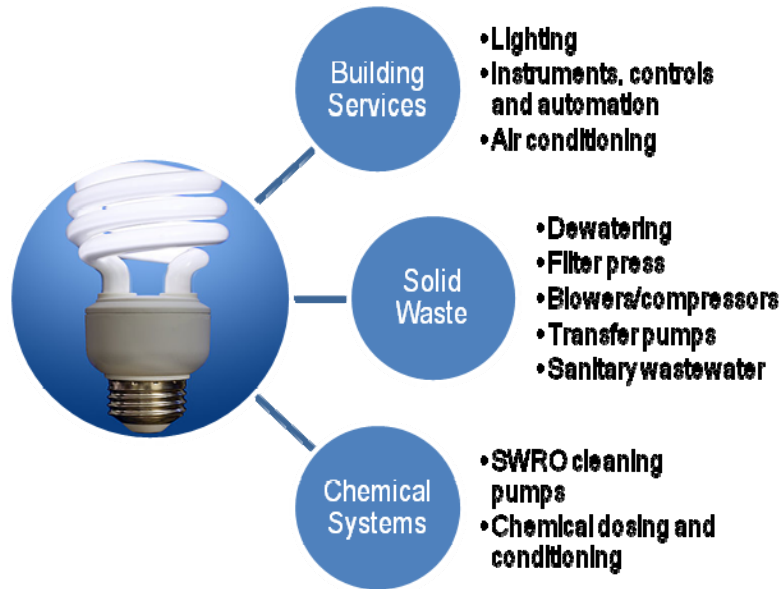 Building
Services
• Lighting
• Instruments, controls
and automation
• Air conditioning
Solid
Waste
• Dewatering
• Filter press
• Blowers/compressors
• Transfer pumps
• Sanitary wastewater
Chemical
Systems
• SWRO cleaning
pumps
• Chemical dosing and
conditioning